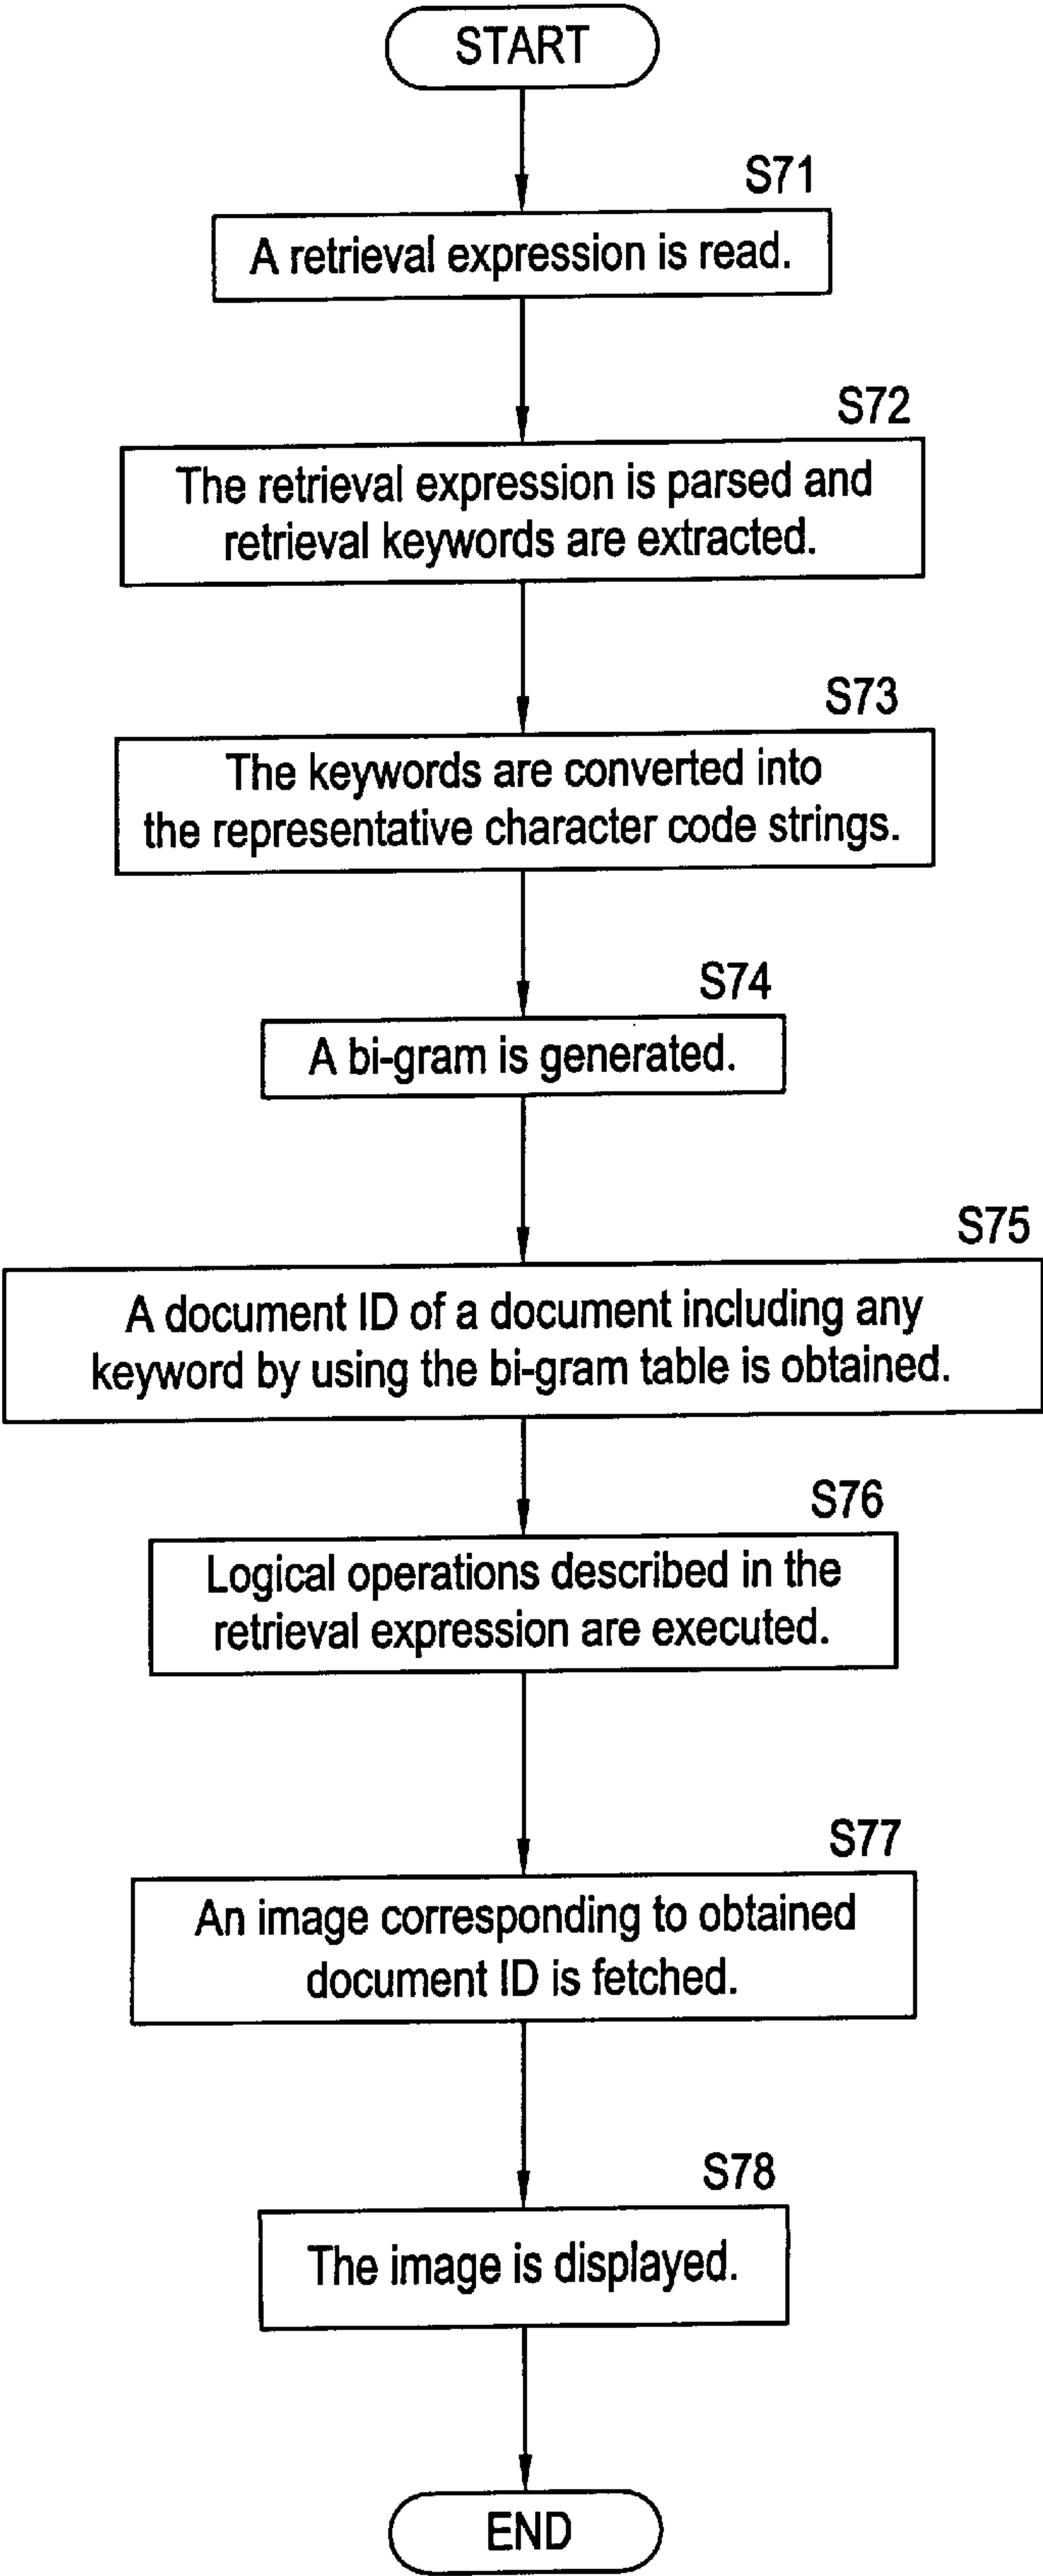 START
S71
A retrieval expression is read.
S72
The retrieval expression is parsed and
retrieval keywords are extracted.
S73
The keywords are converted into
the representative character code strings.
S74
A bi-gram is generated.
S75
A document ID of a document including any
keyword by using the bi-gram table is obtained.
S76
Logical operations described in the
retrieval expression are executed.
S77
An image corresponding to obtained
document ID is fetched.
S78
The image is displayed.
END